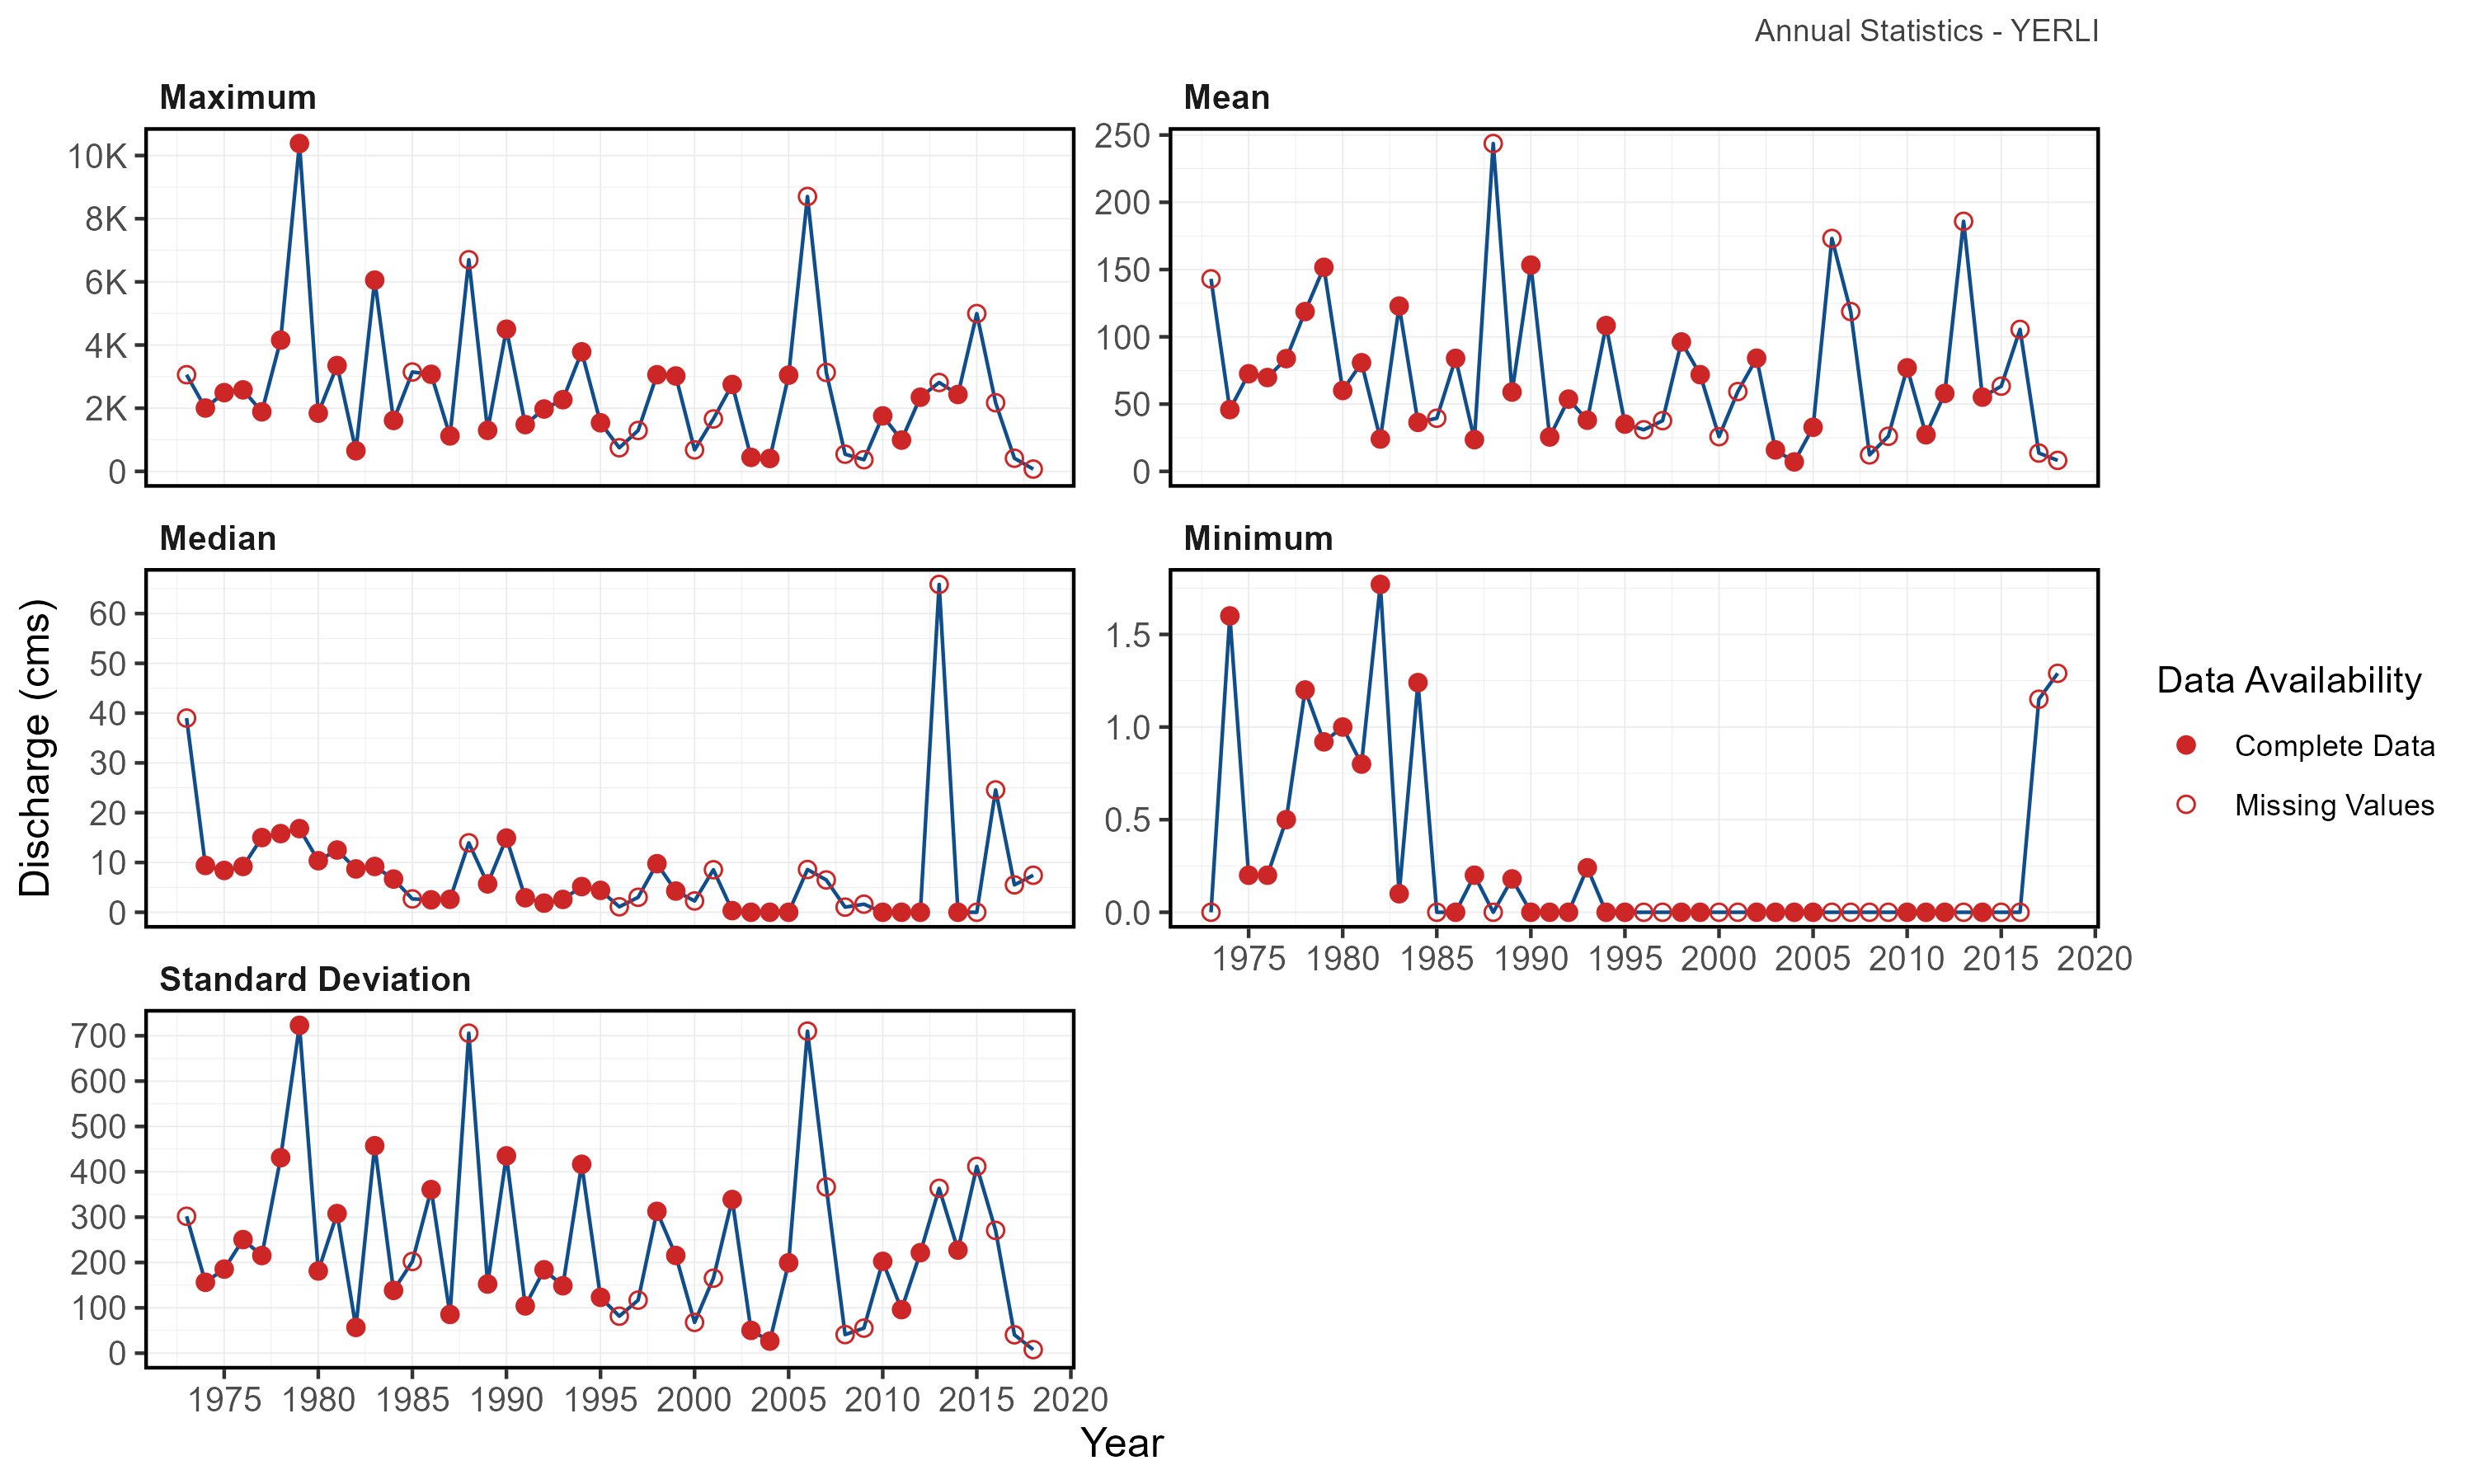 Annual Statistics - YERLI
Maximum
10K
8K
6K
4K
2K
0
Mean
250
200
150
100
50
0
Discharge (cms)
Median
60
50
40
30
20
10
0
Minimum
1.5
1.0
0.5
0.0
1975 1980 1985 1990 1995 2000 2005 2010 2015 2020
Data Availability
Complete Data
Missing Values
Standard Deviation
700
600
500
400
300
200
100
0
1975 1980 1985 1990 1995 2000 2005 2010 2015 2020
Year